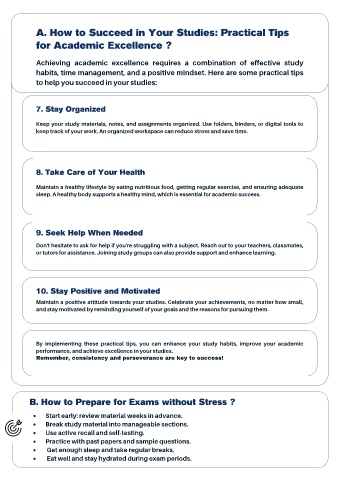 A. How to Succeed in Your Studies: Practical Tips
for Academic Excellence ?
Achieving academic excellence requires a combination of effective study
habits, time management, and a positive mindset. Here are some practical tips
to help you succeed in your studies:
7. Stay Organized
Keep your study materials, notes, and assignments organized. Use folders, binders, or digital tools to
keep track of your work. An organized workspace can reduce stress and save time.
8. Take Care of Your Health
Maintain a healthy lifestyle by eating nutritious food, getting regular exercise, and ensuring adequate
sleep. A healthy body supports a healthy mind, which is essential for academic success.
9. Seek Help When Needed
Don't hesitate to ask for help if you're struggling with a subject. Reach out to your teachers, classmates,
or tutors for assistance. Joining study groups can also provide support and enhance learning.
10. Stay Positive and Motivated
Maintain a positive attitude towards your studies. Celebrate your achievements, no matter how small,
and stay motivated by reminding yourself of your goals and the reasons for pursuing them.
By implementing these practical tips, you can enhance your study habits, improve your academic
performance, and achieve excellence in your studies.
Remember, consistency and perseverance are key to success!
B. How to Prepare for Exams without Stress ?
• Start early: review material weeks in advance.
• Break study material into manageable sections.
• Use active recall and self-testing.
• Practice with past papers and sample questions.
• Get enough sleep and take regular breaks.
• Eat well and stay hydrated during exam periods.